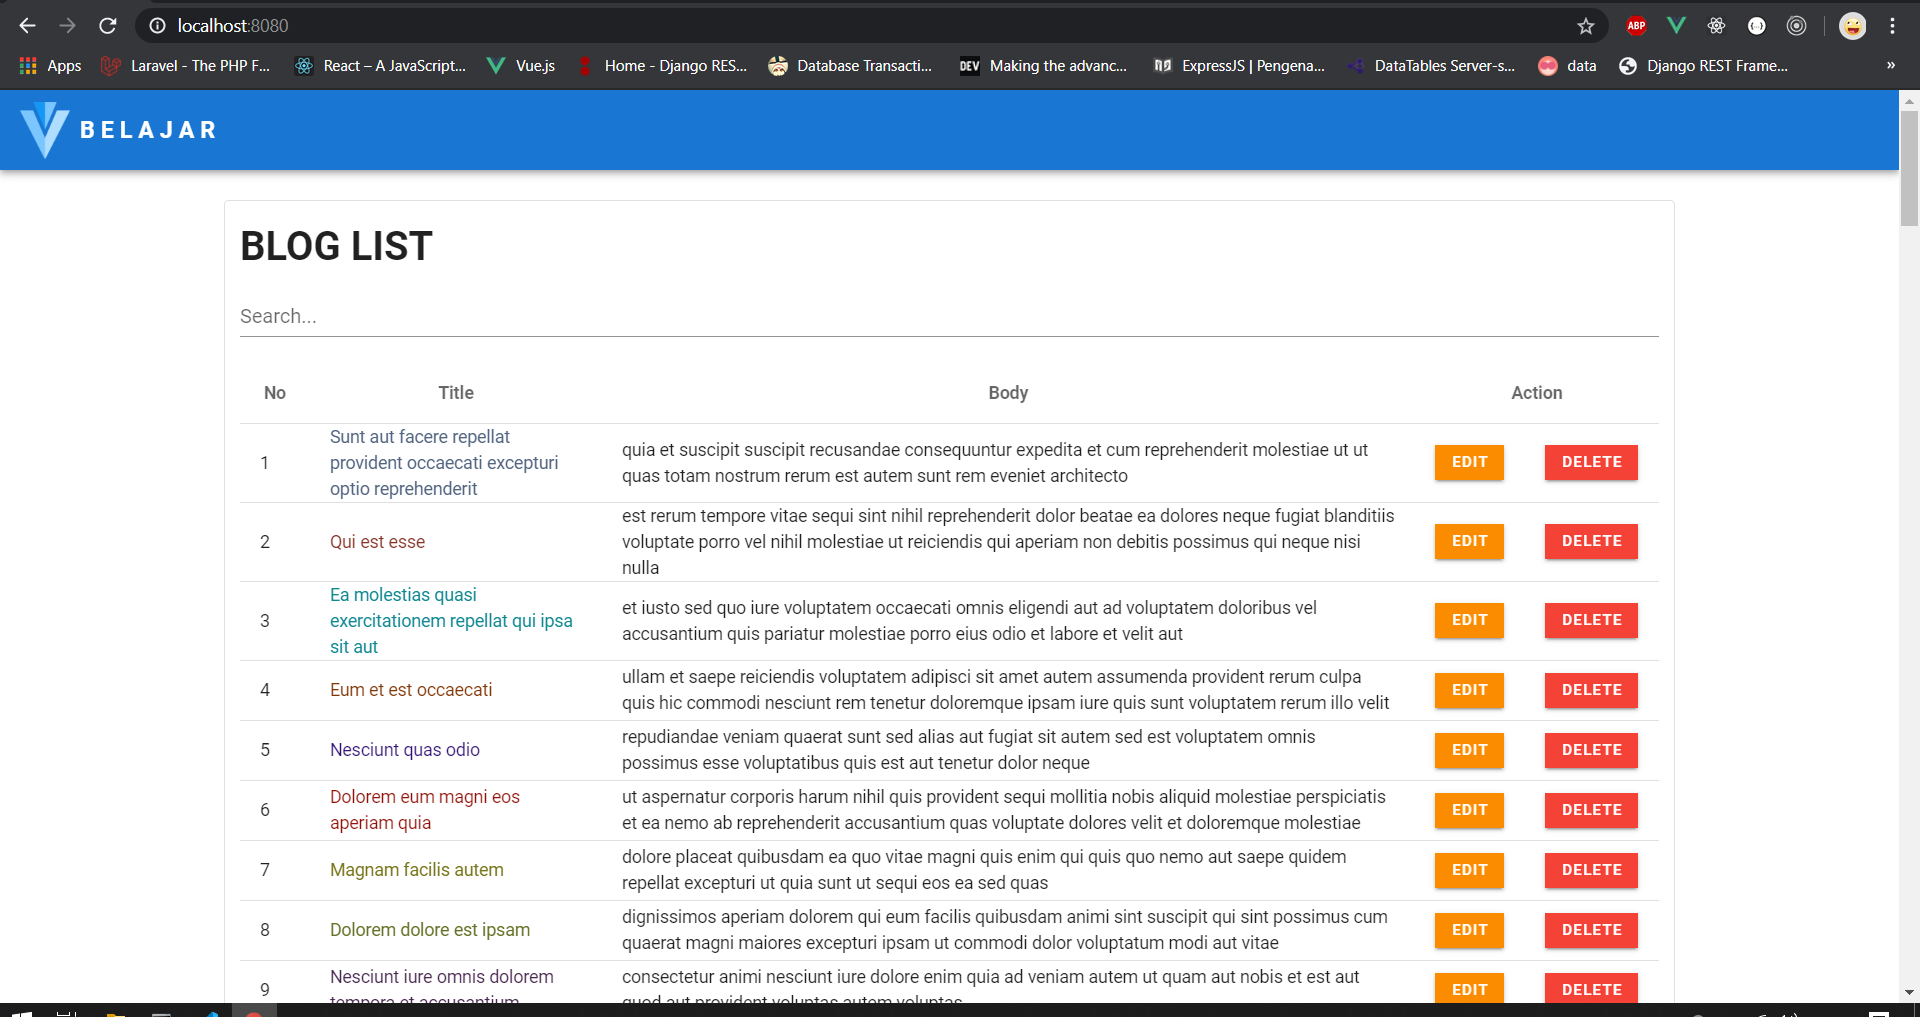 localhost:8080
ABP
Apps
Laravel - The PHP F...
React – A JavaScript...
Vue.js
Home - Django RES...
Database Transacti...
DEV
Making the advanc...
ExpressJS | Pengena...
DataTables Server-s...
data
Django REST Frame...
»
BELAJAR
BLOG LIST
Search...
No Title Body Action
1
Sunt aut facere repellat
provident occaecati excepturi
optio reprehenderit
quia et suscipit suscipit recusandae consequuntur expedita et cum reprehenderit molestiae ut ut
quas totam nostrum rerum est autem sunt rem eveniet architecto
EDIT DELETE
2
Qui est esse
est rerum tempore vitae sequi sint nihil reprehenderit dolor beatae ea dolores neque fugiat blanditiis
voluptate porro vel nihil molestiae ut reiciendis qui aperiam non debitis possimus qui neque nisi
nulla
EDIT DELETE
3
Ea molestias quasi
exercitationem repellat qui ipsa
sit aut
et iusto sed quo iure voluptatem occaecati omnis eligendi aut ad voluptatem doloribus vel
accusantium quis pariatur molestiae porro eius odio et labore et velit aut
EDIT DELETE
4
Eum et est occaecati
ullam et saepe reiciendis voluptatem adipisci sit amet autem assumenda provident rerum culpa
quis hic commodi nesciunt rem tenetur doloremque ipsam iure quis sunt voluptatem rerum illo velit
EDIT DELETE
5
Nesciunt quas odio
repudiandae veniam quaerat sunt sed alias aut fugiat sit autem sed est voluptatem omnis
possimus esse voluptatibus quis est aut tenetur dolor neque
EDIT DELETE
6
Dolorem eum magni eos
aperiam quia
ut aspernatur corporis harum nihil quis provident sequi mollitia nobis aliquid molestiae perspiciatis
et ea nemo ab reprehenderit accusantium quas voluptate dolores velit et doloremque molestiae
EDIT DELETE
7
Magnam facilis autem
dolore placeat quibusdam ea quo vitae magni quis enim qui quis quo nemo aut saepe quidem
repellat excepturi ut quia sunt ut sequi eos ea sed quas
EDIT DELETE
8
Dolorem dolore est ipsam
dignissimos aperiam dolorem qui eum facilis quibusdam animi sint suscipit qui sint possimus cum
quaerat magni maiores excepturi ipsam ut commodi dolor voluptatum modi aut vitae
EDIT DELETE
9
Nesciunt iure omnis dolorem
tempora et accusantium
consectetur animi nesciunt iure dolore enim quia ad veniam autem ut quam aut nobis et est aut
quod aut provident voluptas autem voluptas
EDIT DELETE